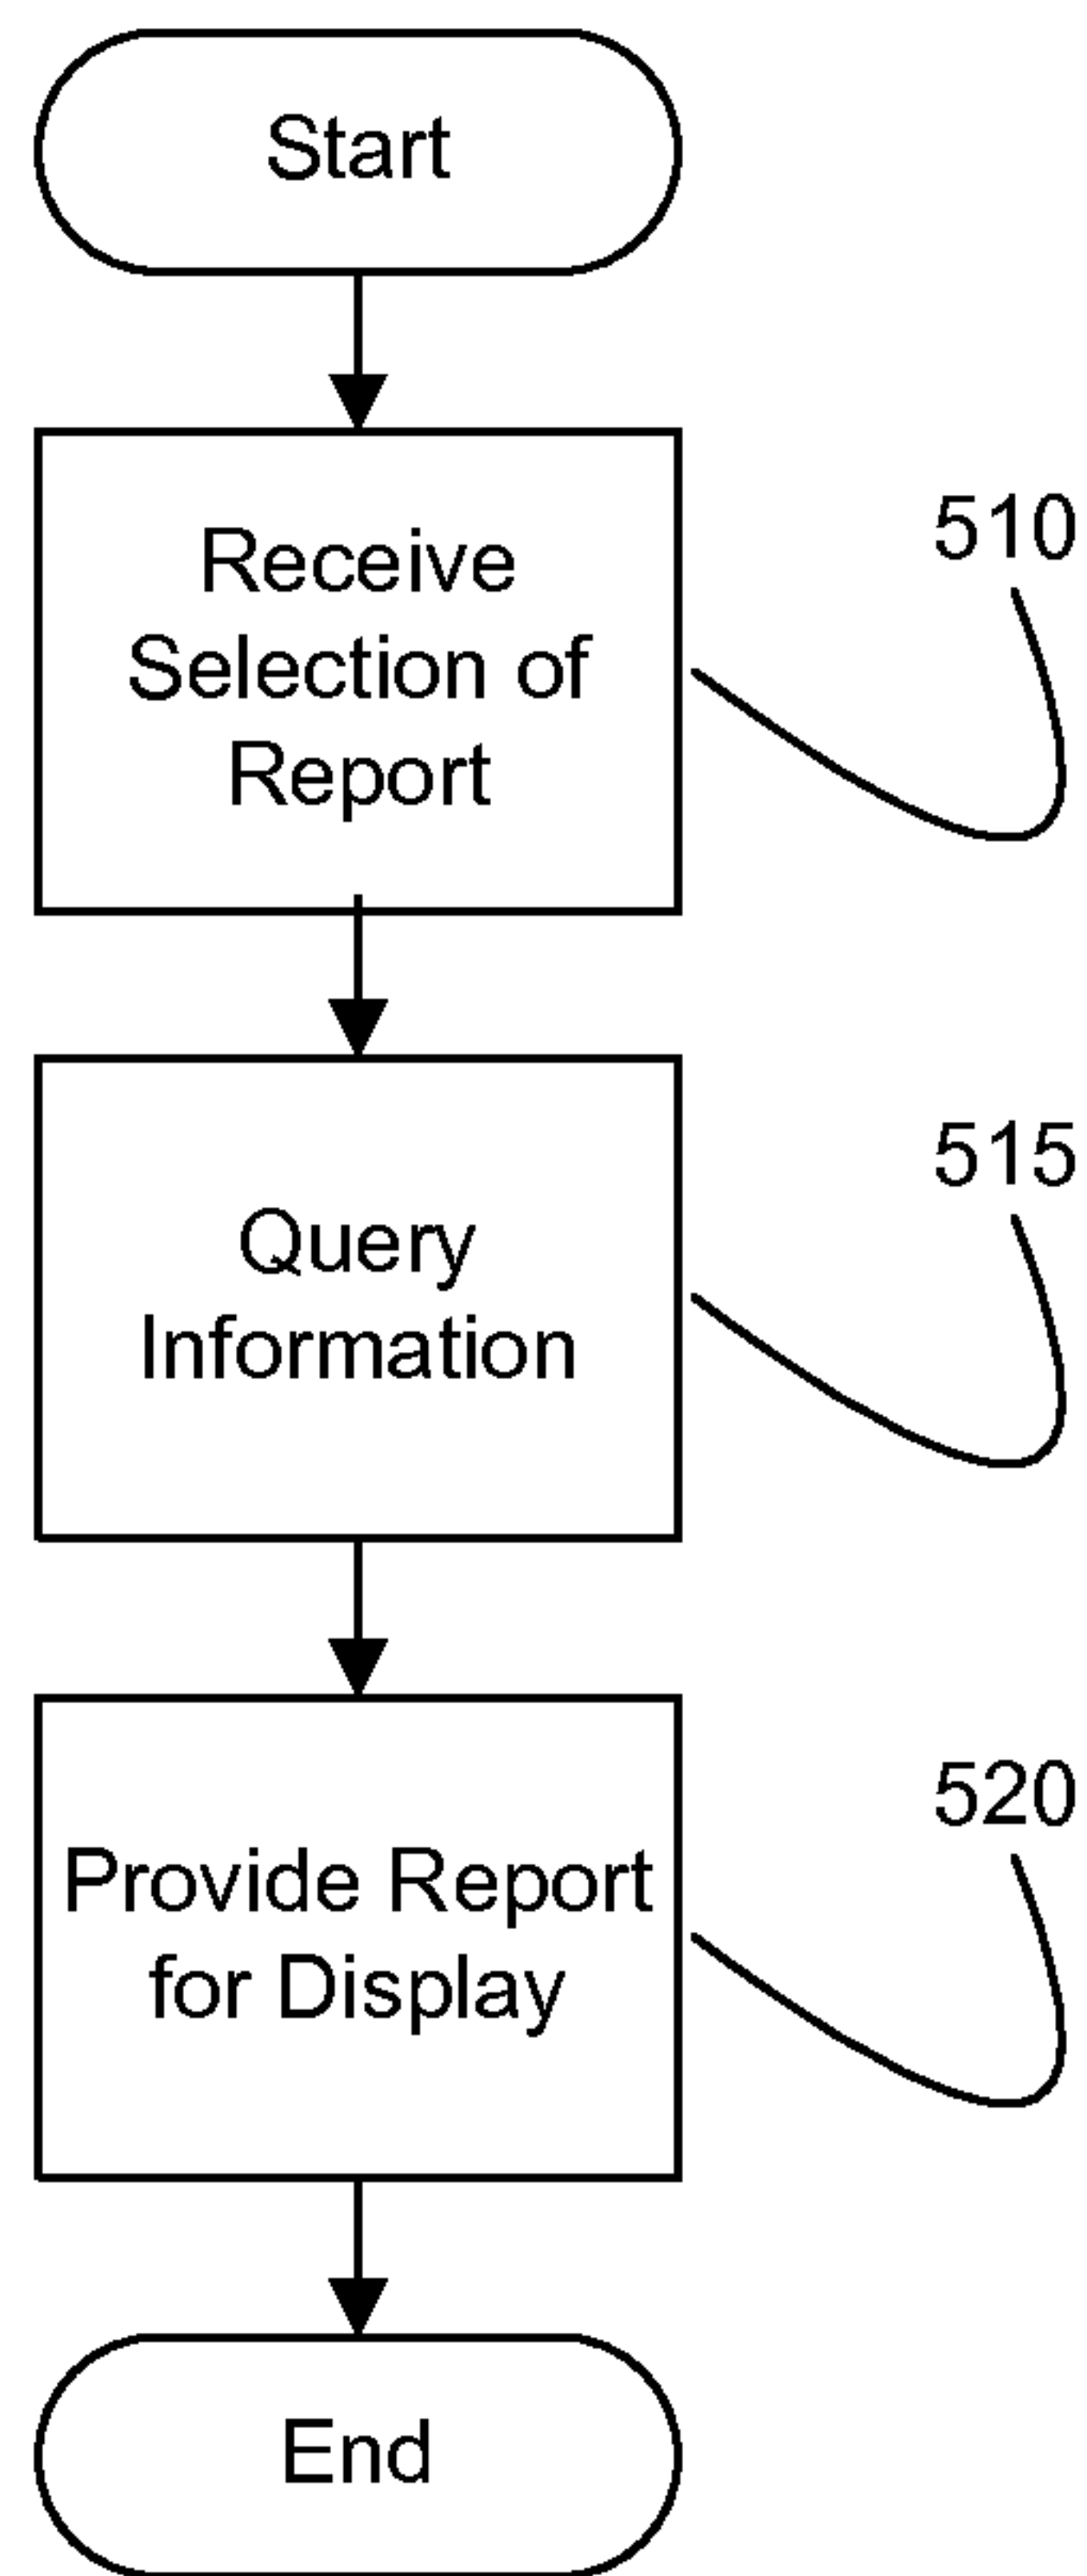 Start
Receive
Selection of
Report
510
Query
Information
515
Provide Report
for Display
520
End